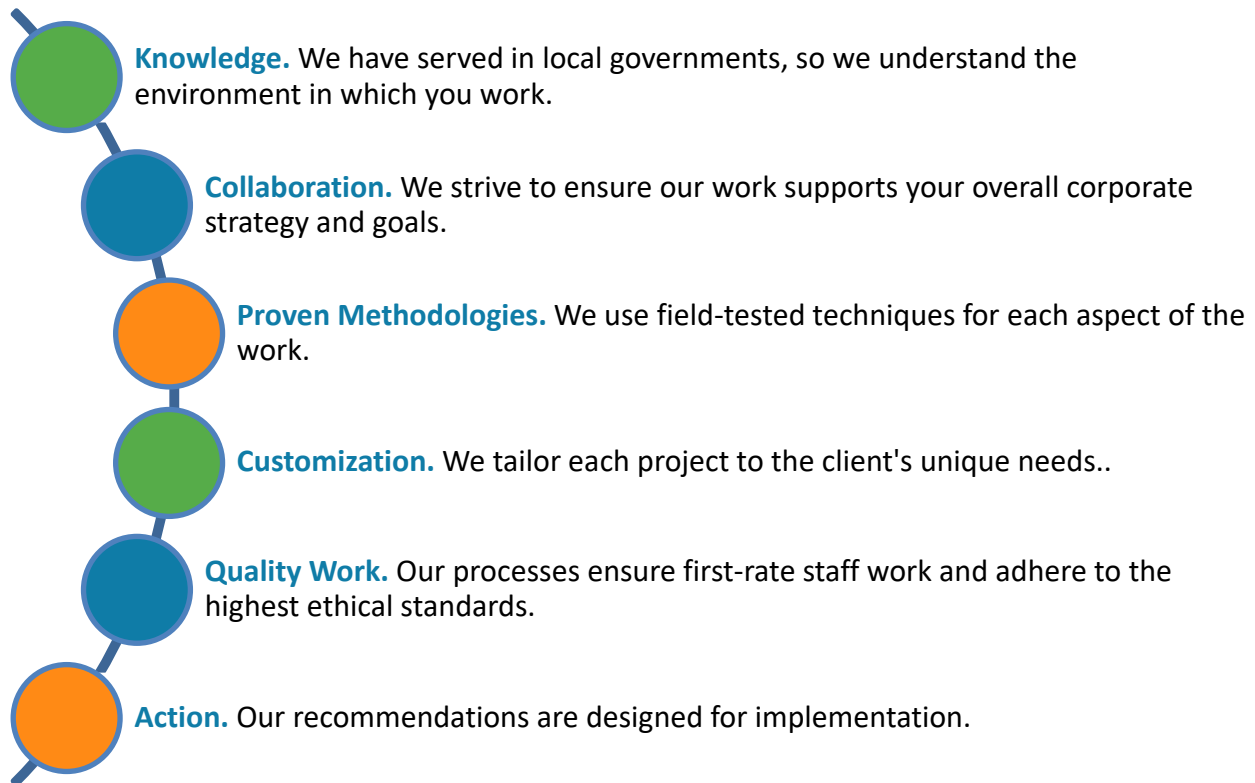 Knowledge. We have served in local governments, so we understand the
environment in which you work.
Collaboration. We strive to ensure our work supports your overall corporate
strategy and goals.
Proven Methodologies. We use field-tested techniques for each aspect of the
work.
Customization. We tailor each project to the client's unique needs..
Quality Work. Our processes ensure first-rate staff work and adhere to the
highest ethical standards.
Action. Our recommendations are designed for implementation.